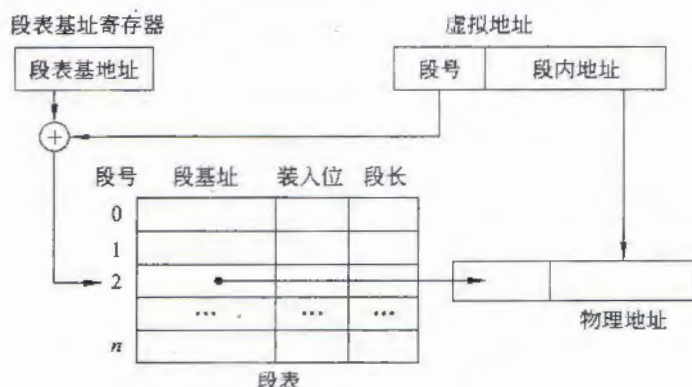 段表基址寄存器
虚拟地址
段表基地址
段号 段内地址
+
段号 段基址 装入位 段长
0
1
2
… … …
物理地址
n
段表